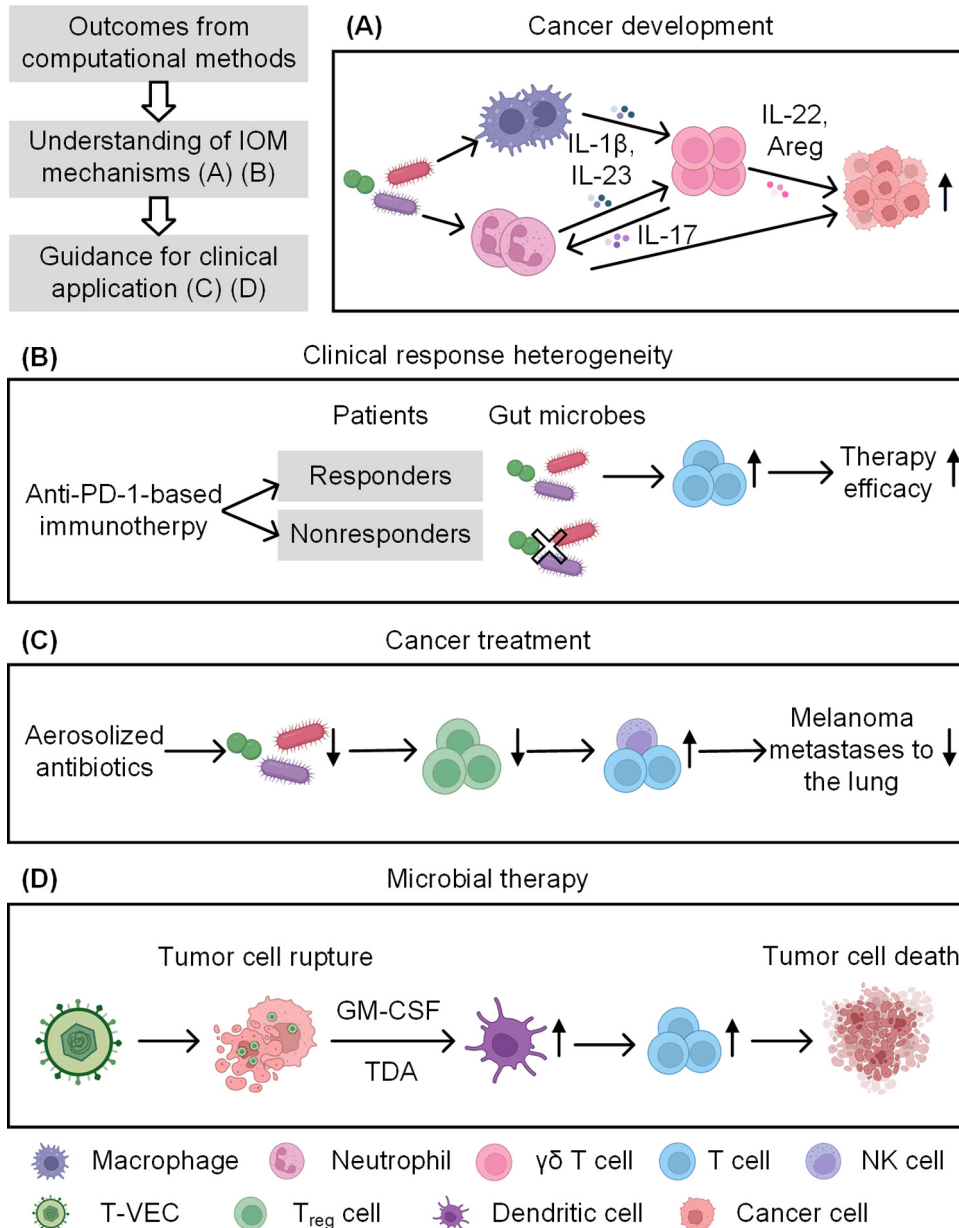 Outcomes from
computational methods
Understanding of IOM
mechanisms (A) (B)
Guidance for clinical
application (C) (D)
(A) Cancer development
IL-1β,
IL-23
IL-22,
Areg
IL-17
(B) Clinical response heterogeneity
Patients Gut microbes
Anti-PD-1-based
immunotherpy
Responders
Nonresponders
Therapy
efficacy
(C) Cancer treatment
Aerosolized
antibiotics
Melanoma
metastases to
the lung
(D) Microbial therapy
Tumor cell rupture
GM-CSF
TDA
Tumor cell death
Macrophage Neutrophil γδ T cell T cell NK cell
T-VEC Treg cell Dendritic cell Cancer cell